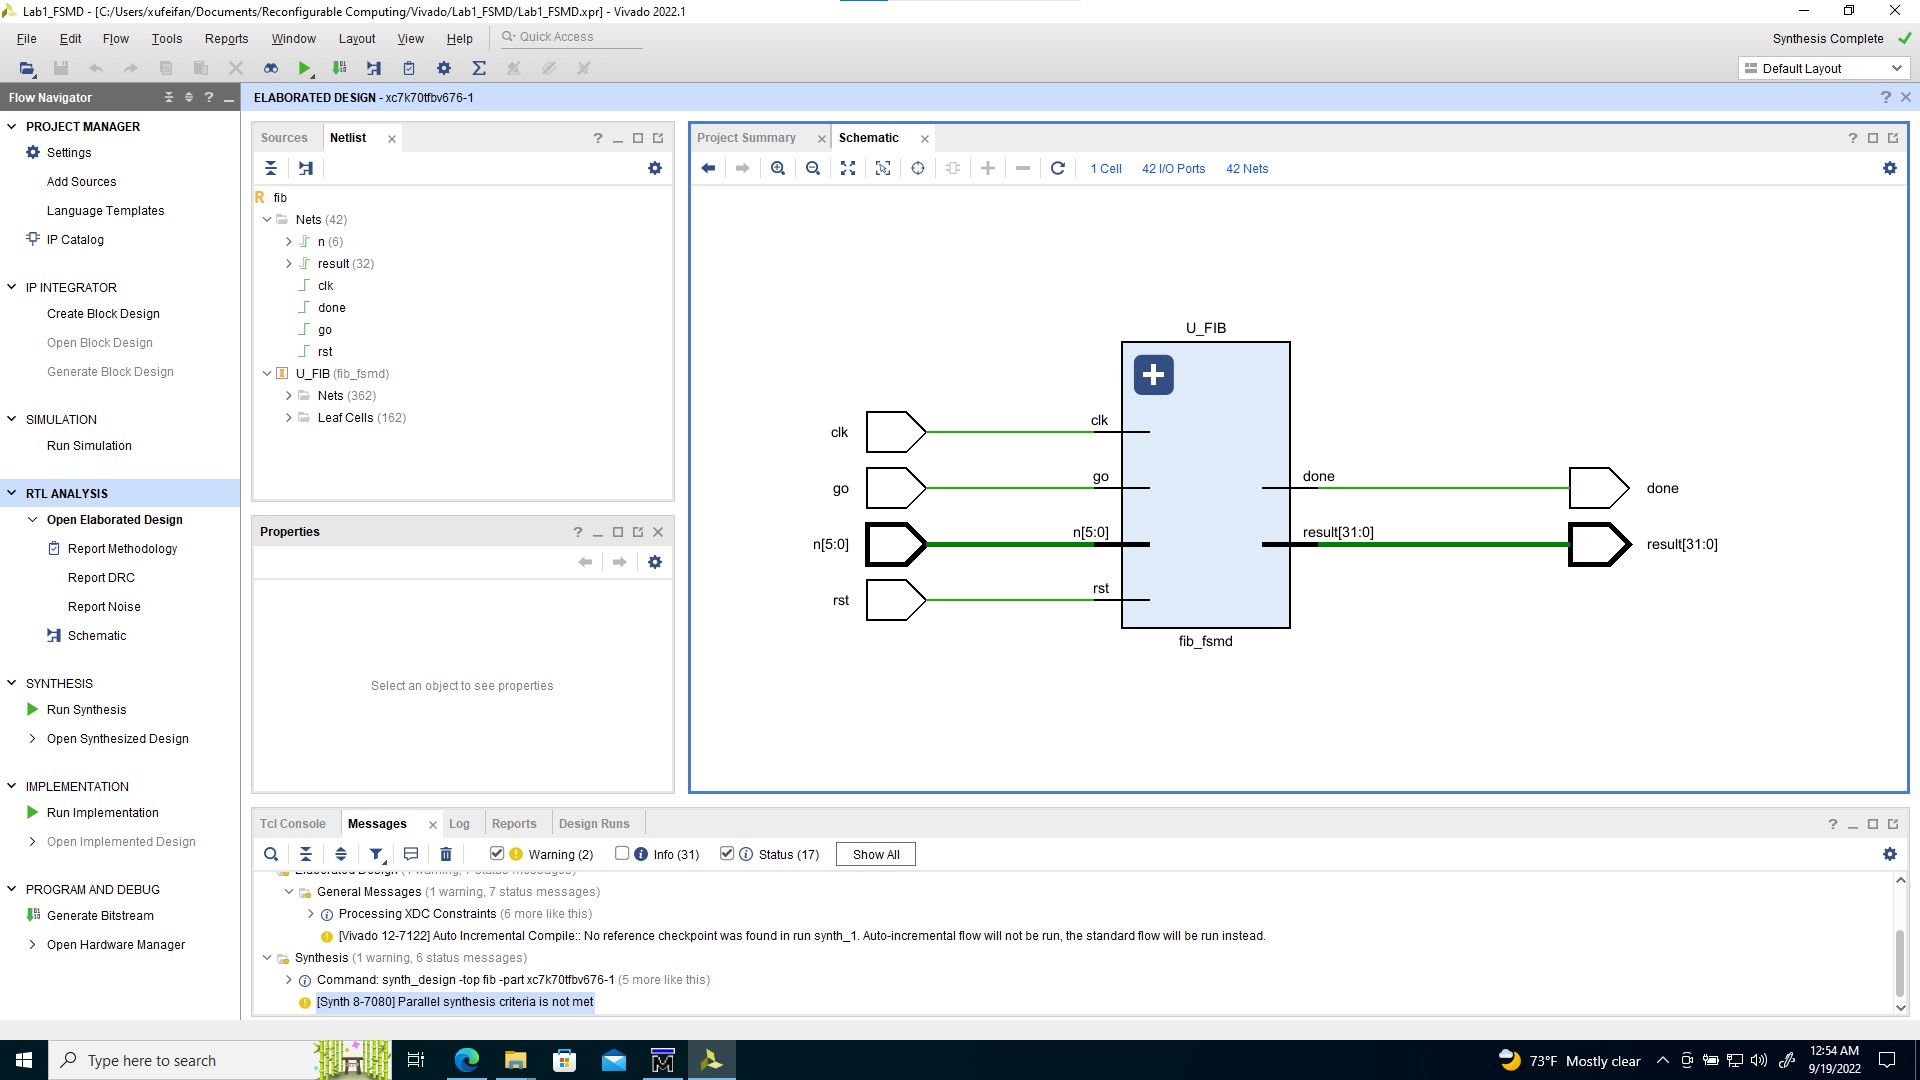 Lab1_FSMD - [C:/Users/xufeifan/Documents/Reconfigurable Computing/Vivado/Lab1_FSMD/Lab1_FSMD.xpr] - Vivado 2022.1
File Edit Flow Tools Reports Window Layout View Help Quick Access
Synthesis Complete
Default Layout
Flow Navigator
PROJECT MANAGER
Settings
Add Sources
Language Templates
IP Catalog
IP INTEGRATOR
Create Block Design
Open Block Design
Generate Block Design
SIMULATION
Run Simulation
RTL ANALYSIS
Open Elaborated Design
Report Methodology
Report DRC
Report Noise
Schematic
SYNTHESIS
Run Synthesis
Open Synthesized Design
IMPLEMENTATION
Run Implementation
Open Implemented Design
PROGRAM AND DEBUG
Generate Bitstream
Open Hardware Manager
ELABORATED DESIGN - xc7k70tfbv676-1
Sources Netlist
R fib
Nets (42)
n (6)
result (32)
clk
done
go
rst
U_FIB (fib_fsmd)
Nets (362)
Leaf Cells (162)
Properties
Select an object to see properties
Project Summary Schematic
1 Cell 42 I/O Ports 42 Nets
U_FIB
clk clk
go go done done
n[5:0] n[5:0] result[31:0] result[31:0]
rst rst
fib_fsmd
Tcl Console Messages Log Reports Design Runs
Warning (2) Info (31) Status (17) Show All
Elaborated Design (1 warning, 7 status messages)
General Messages (1 warning, 7 status messages)
Processing XDC Constraints (6 more like this)
[Vivado 12-7122] Auto Incremental Compile:: No reference checkpoint was found in run synth_1. Auto-incremental flow will not be run, the standard flow will be run instead.
Synthesis (1 warning, 6 status messages)
Command: synth_design -top fib -part xc7k70tfbv676-1 (5 more like this)
[Synth 8-7080] Parallel synthesis criteria is not met
Type here to search
73°F Mostly clear
12:54 AM
9/19/2022